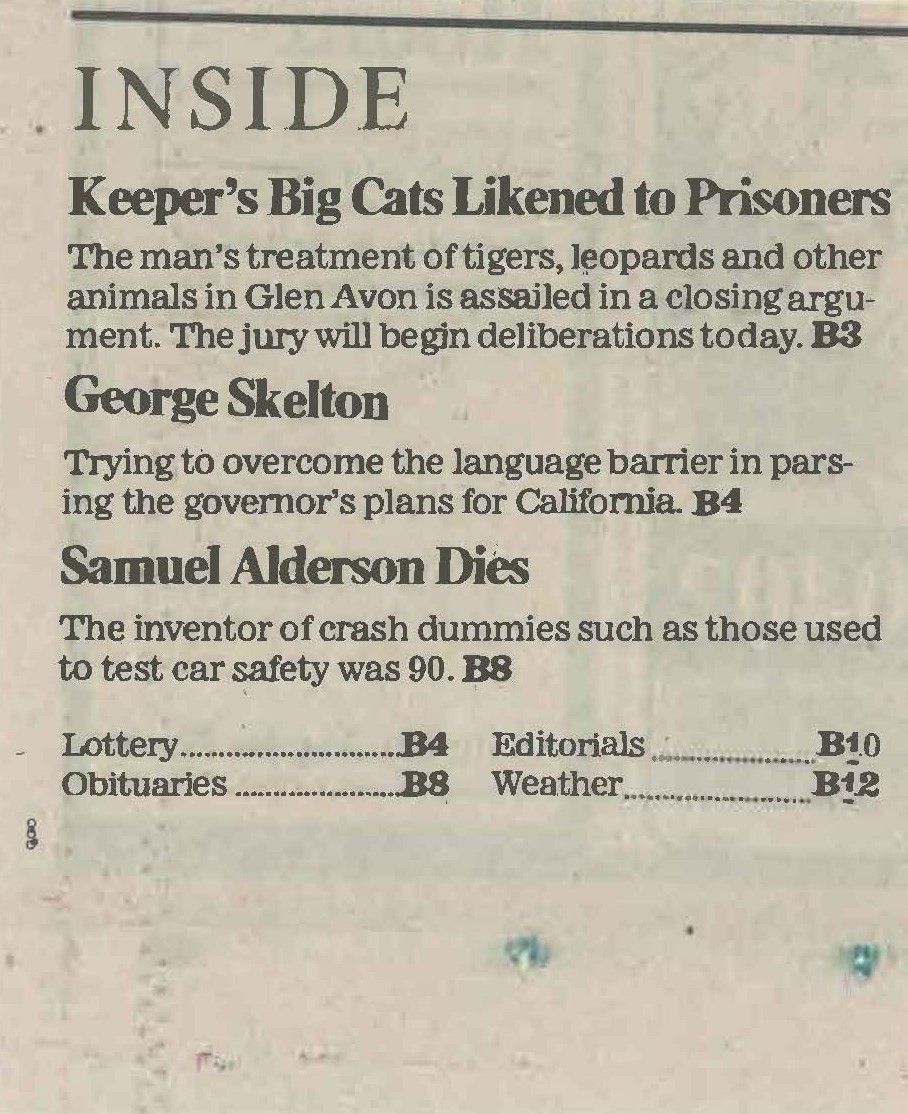 INSIDE
Keeper's Big Cats Likened to Prisoners
The man's treatment of tigers, leopards and other
animals in Glen Avon is assailed in a closing argu-
ment. The jury will begin deliberations today. B3
George Skelton
Trying to overcome the language barrier in pars-
ing the governor's plans for California. B4
Samuel Alderson Dies
The inventor of crash dummies such as those used
to test car safety was 90. B8
Lottery.............................B4 Editorials......................B10
Obituaries ......................B8 Weather.........................B12